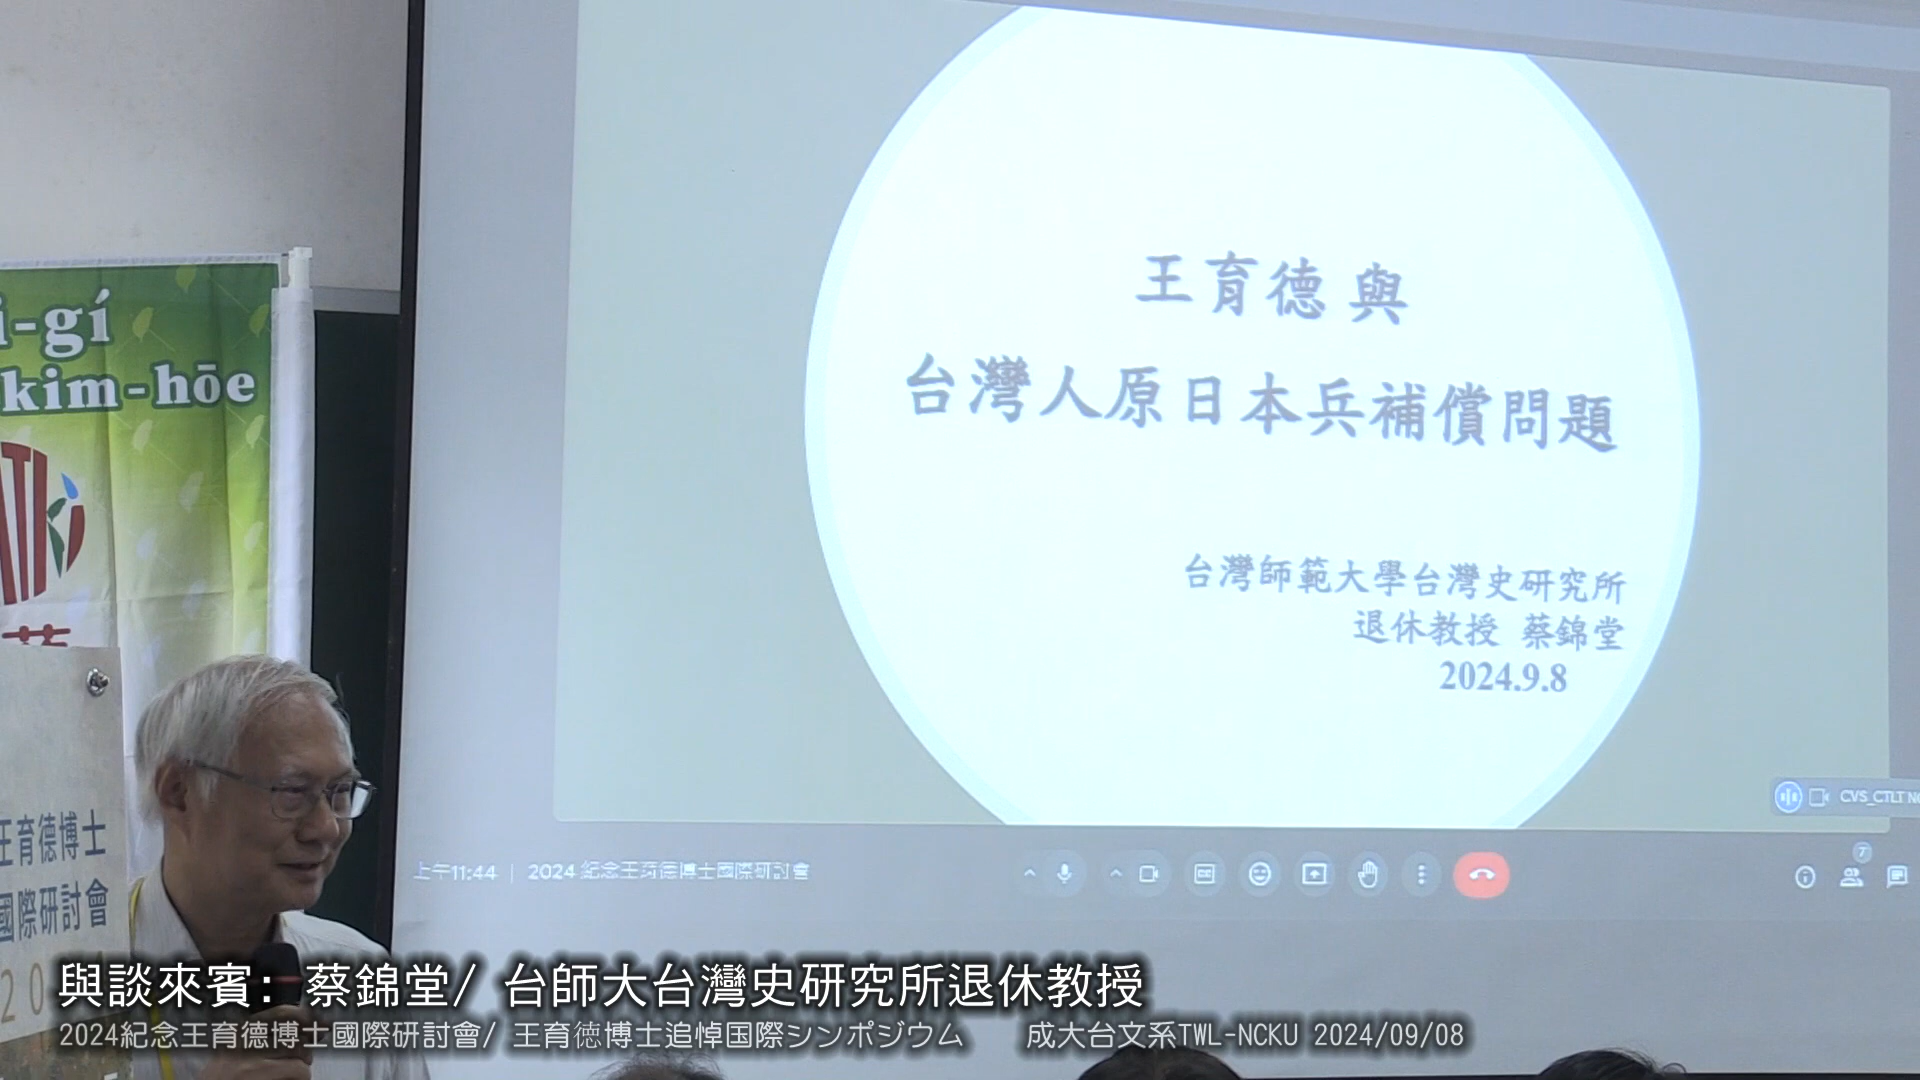 王育德與
台灣人原日本兵補償問題
台灣師範大學台灣史研究所
退休教授 蔡錦堂
2024.9.8
i-gí
kim-hōe
王育德博士
國際研討會
CVS_CTLT
上午11:44 | 2024 紀念王育德博士國際研討會
7
與談來賓: 蔡錦堂/ 台師大台灣史研究所退休教授
2024紀念王育德博士國際研討會/ 王育徳博士追悼国際シンポジウム 成大台文系TWL-NCKU 2024/09/08